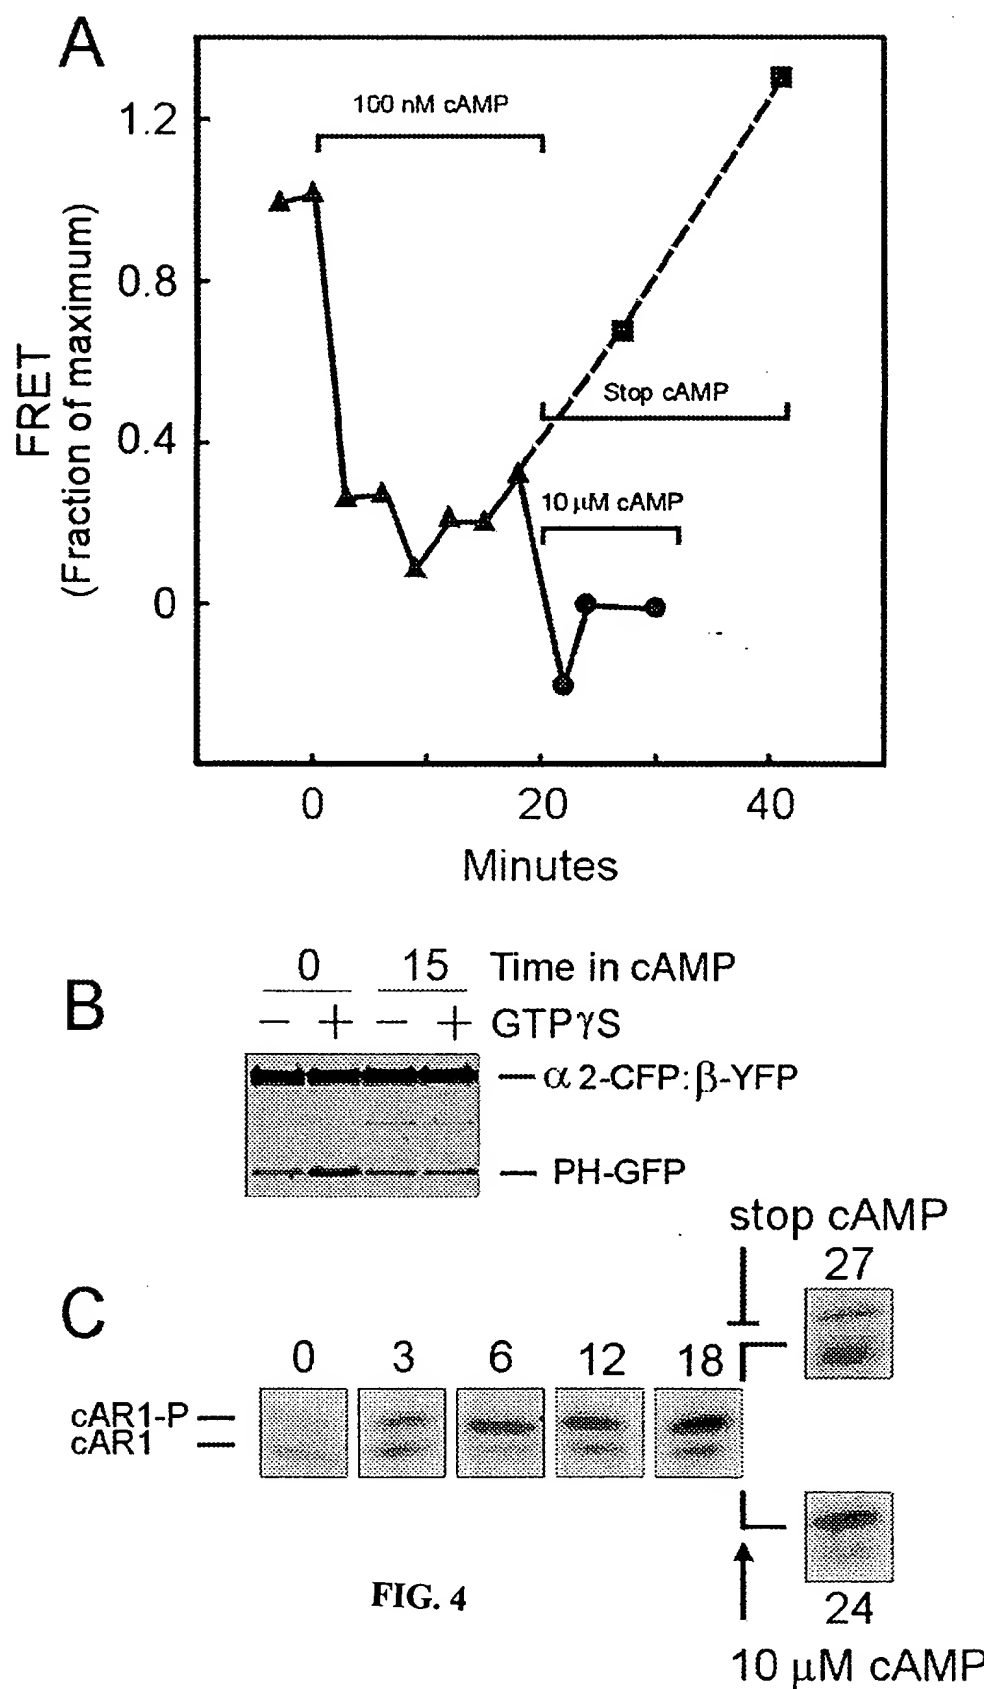 A
100 nM cAMP
1.2
0.8
0.4
0
FRET
(Fraction of maximum)
Stop cAMP
10 μM cAMP
0 20 40
Minutes
B
0 15 Time in cAMP
− + − + GTPγS
α2-CFP:β-YFP
PH-GFP
stop cAMP
27
C
0 3 6 12 18
cAR1-P
cAR1
24
10 μM cAMP
FIG. 4